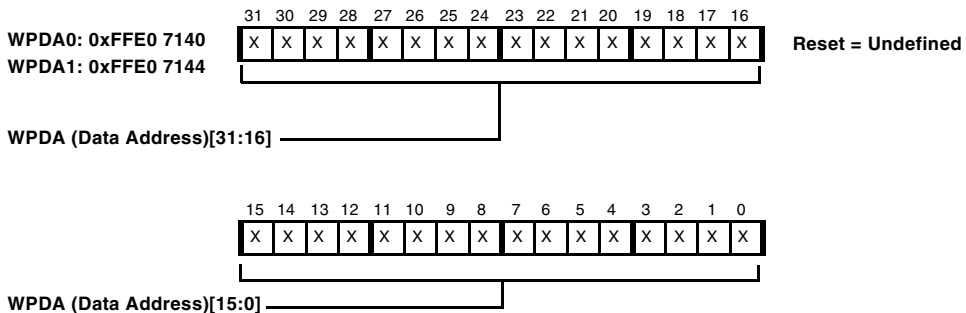 31 30 29 28 27 26 25 24 23 22 21 20 19 18 17 16
WPDA0: 0xFFE0 7140 X X X X X X X X X X X X X X X X Reset = Undefined
WPDA1: 0xFFE0 7144
WPDA (Data Address)[31:16]
15 14 13 12 11 10 9 8 7 6 5 4 3 2 1 0
X X X X X X X X X X X X X X X X
WPDA (Data Address)[15:0]